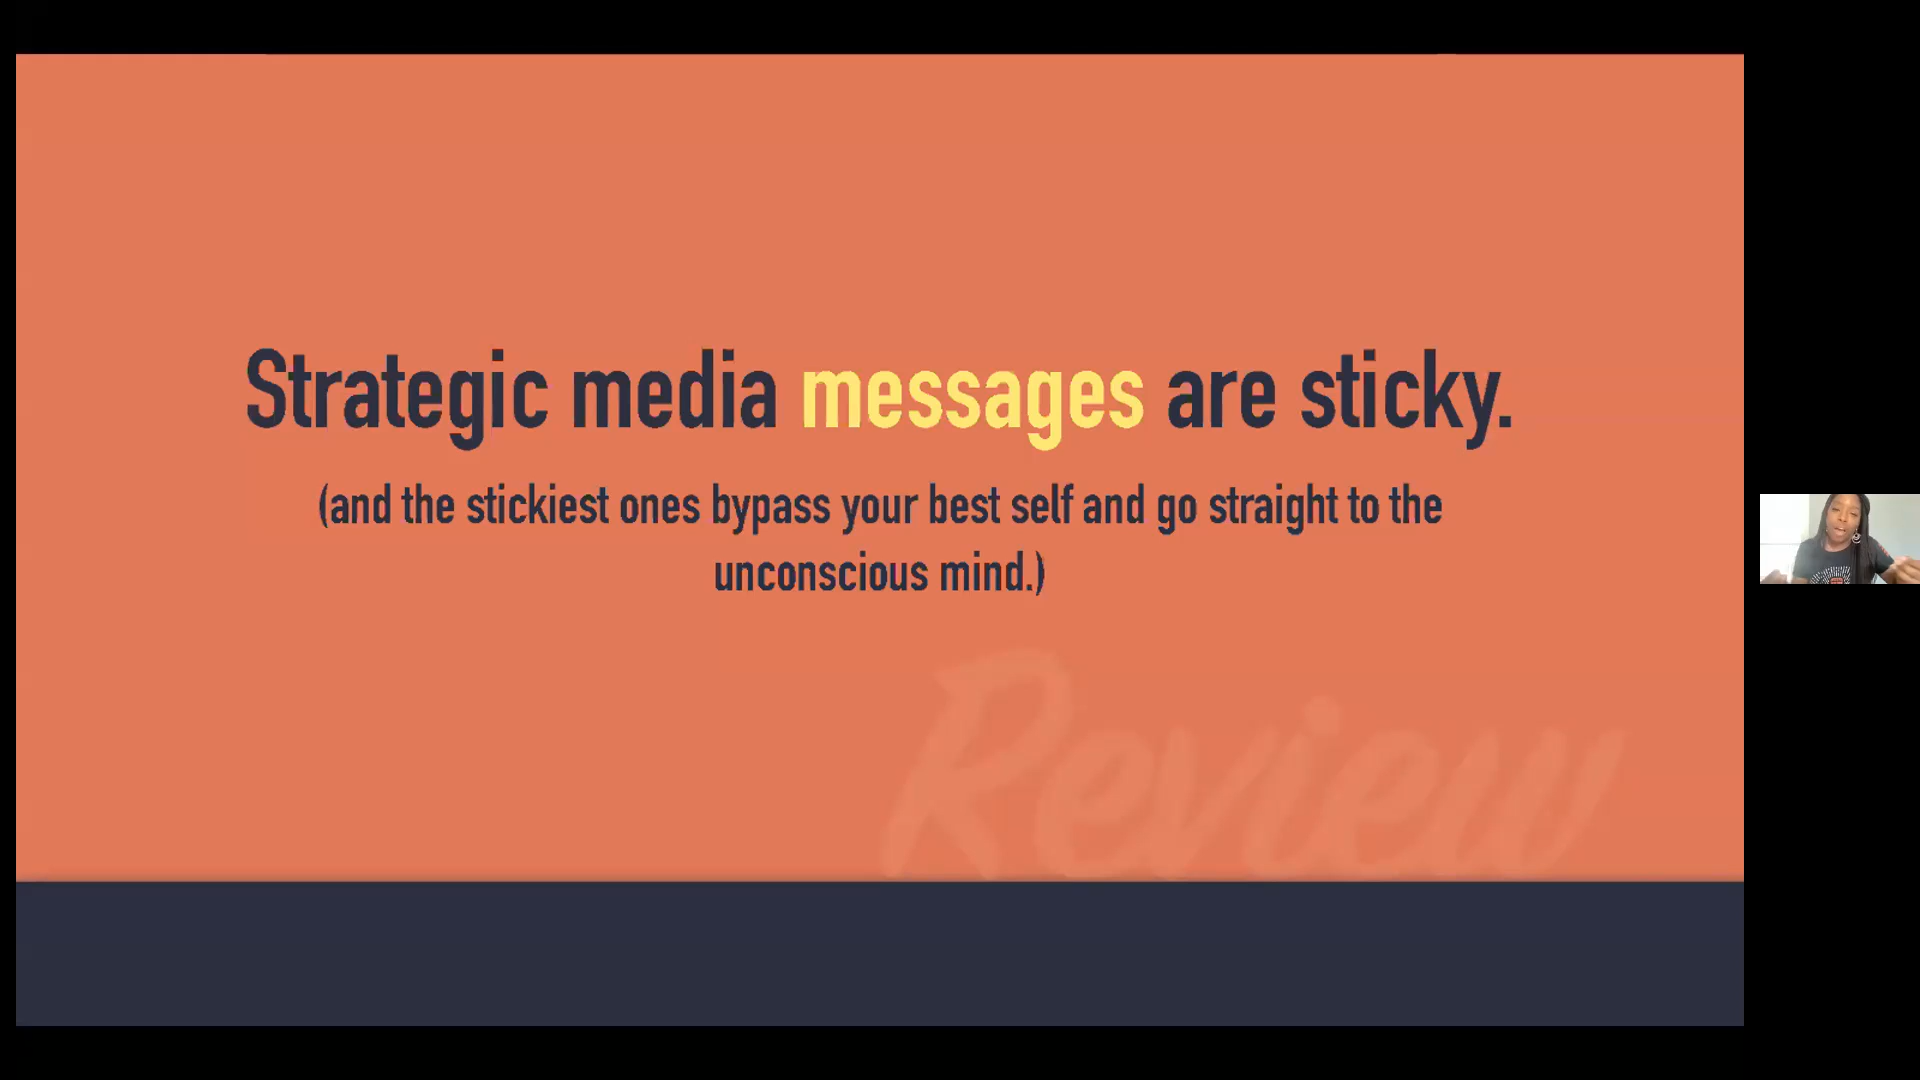 Strategic media messages are sticky.
(and the stickiest ones bypass your best self and go straight to the
unconscious mind.)
Review